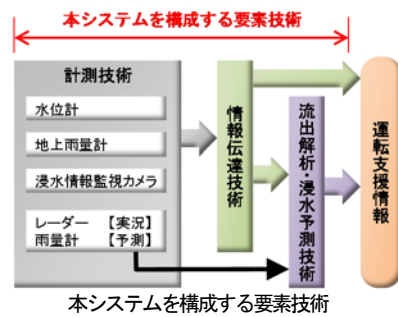 本システムを構成する要素技術
計測技術
水位計
地上雨量計
浸水情報監視カメラ
レーダー 【実況】
雨量計 【予測】
情報伝達技術
流出解析・浸水予測技術
運転支援情報
本システムを構成する要素技術